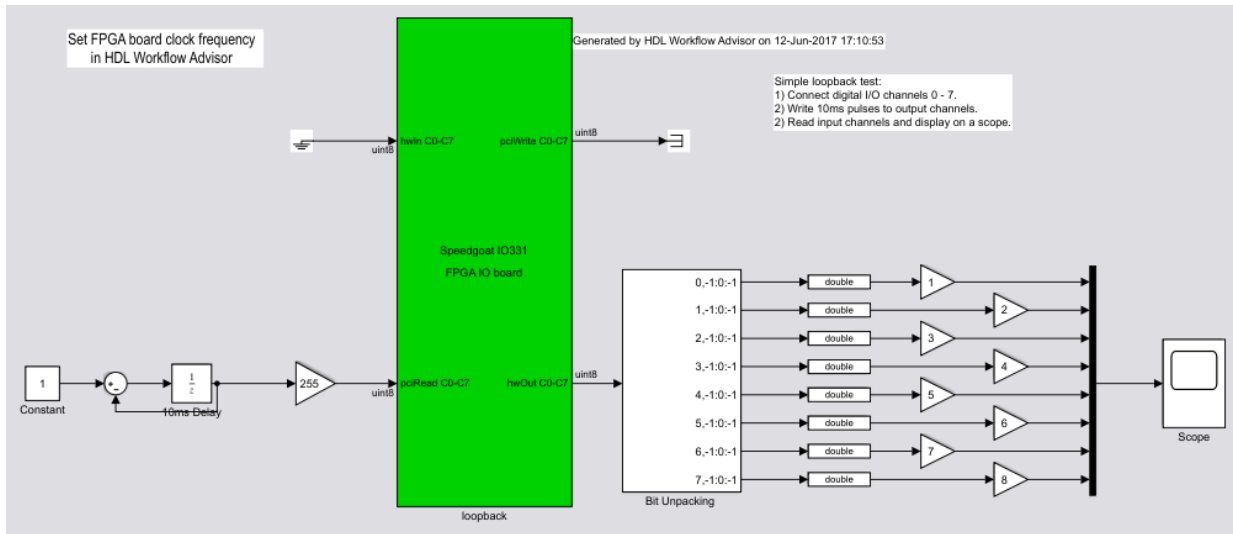 Set FPGA board clock frequency
in HDL Workflow Advisor
Generated by HDL Workflow Advisor on 12-Jun-2017 17:10:53
Simple loopback test:
1) Connect digital I/O channels 0 - 7.
2) Write 10ms pulses to output channels.
2) Read input channels and display on a scope.
uint8
hwIn C0-C7
pciWrite C0-C7
uint8
Speedgoat IO331
FPGA IO board
1
Constant
+
-
1
z
10ms Delay
255
uint8
pciRead C0-C7
hwOut C0-C7
uint8
loopback
0,-1:0:-1
double
1
1,-1:0:-1
double
2
2,-1:0:-1
double
3
3,-1:0:-1
double
4
4,-1:0:-1
double
5
5,-1:0:-1
double
6
6,-1:0:-1
double
7
7,-1:0:-1
double
8
Bit Unpacking
Scope